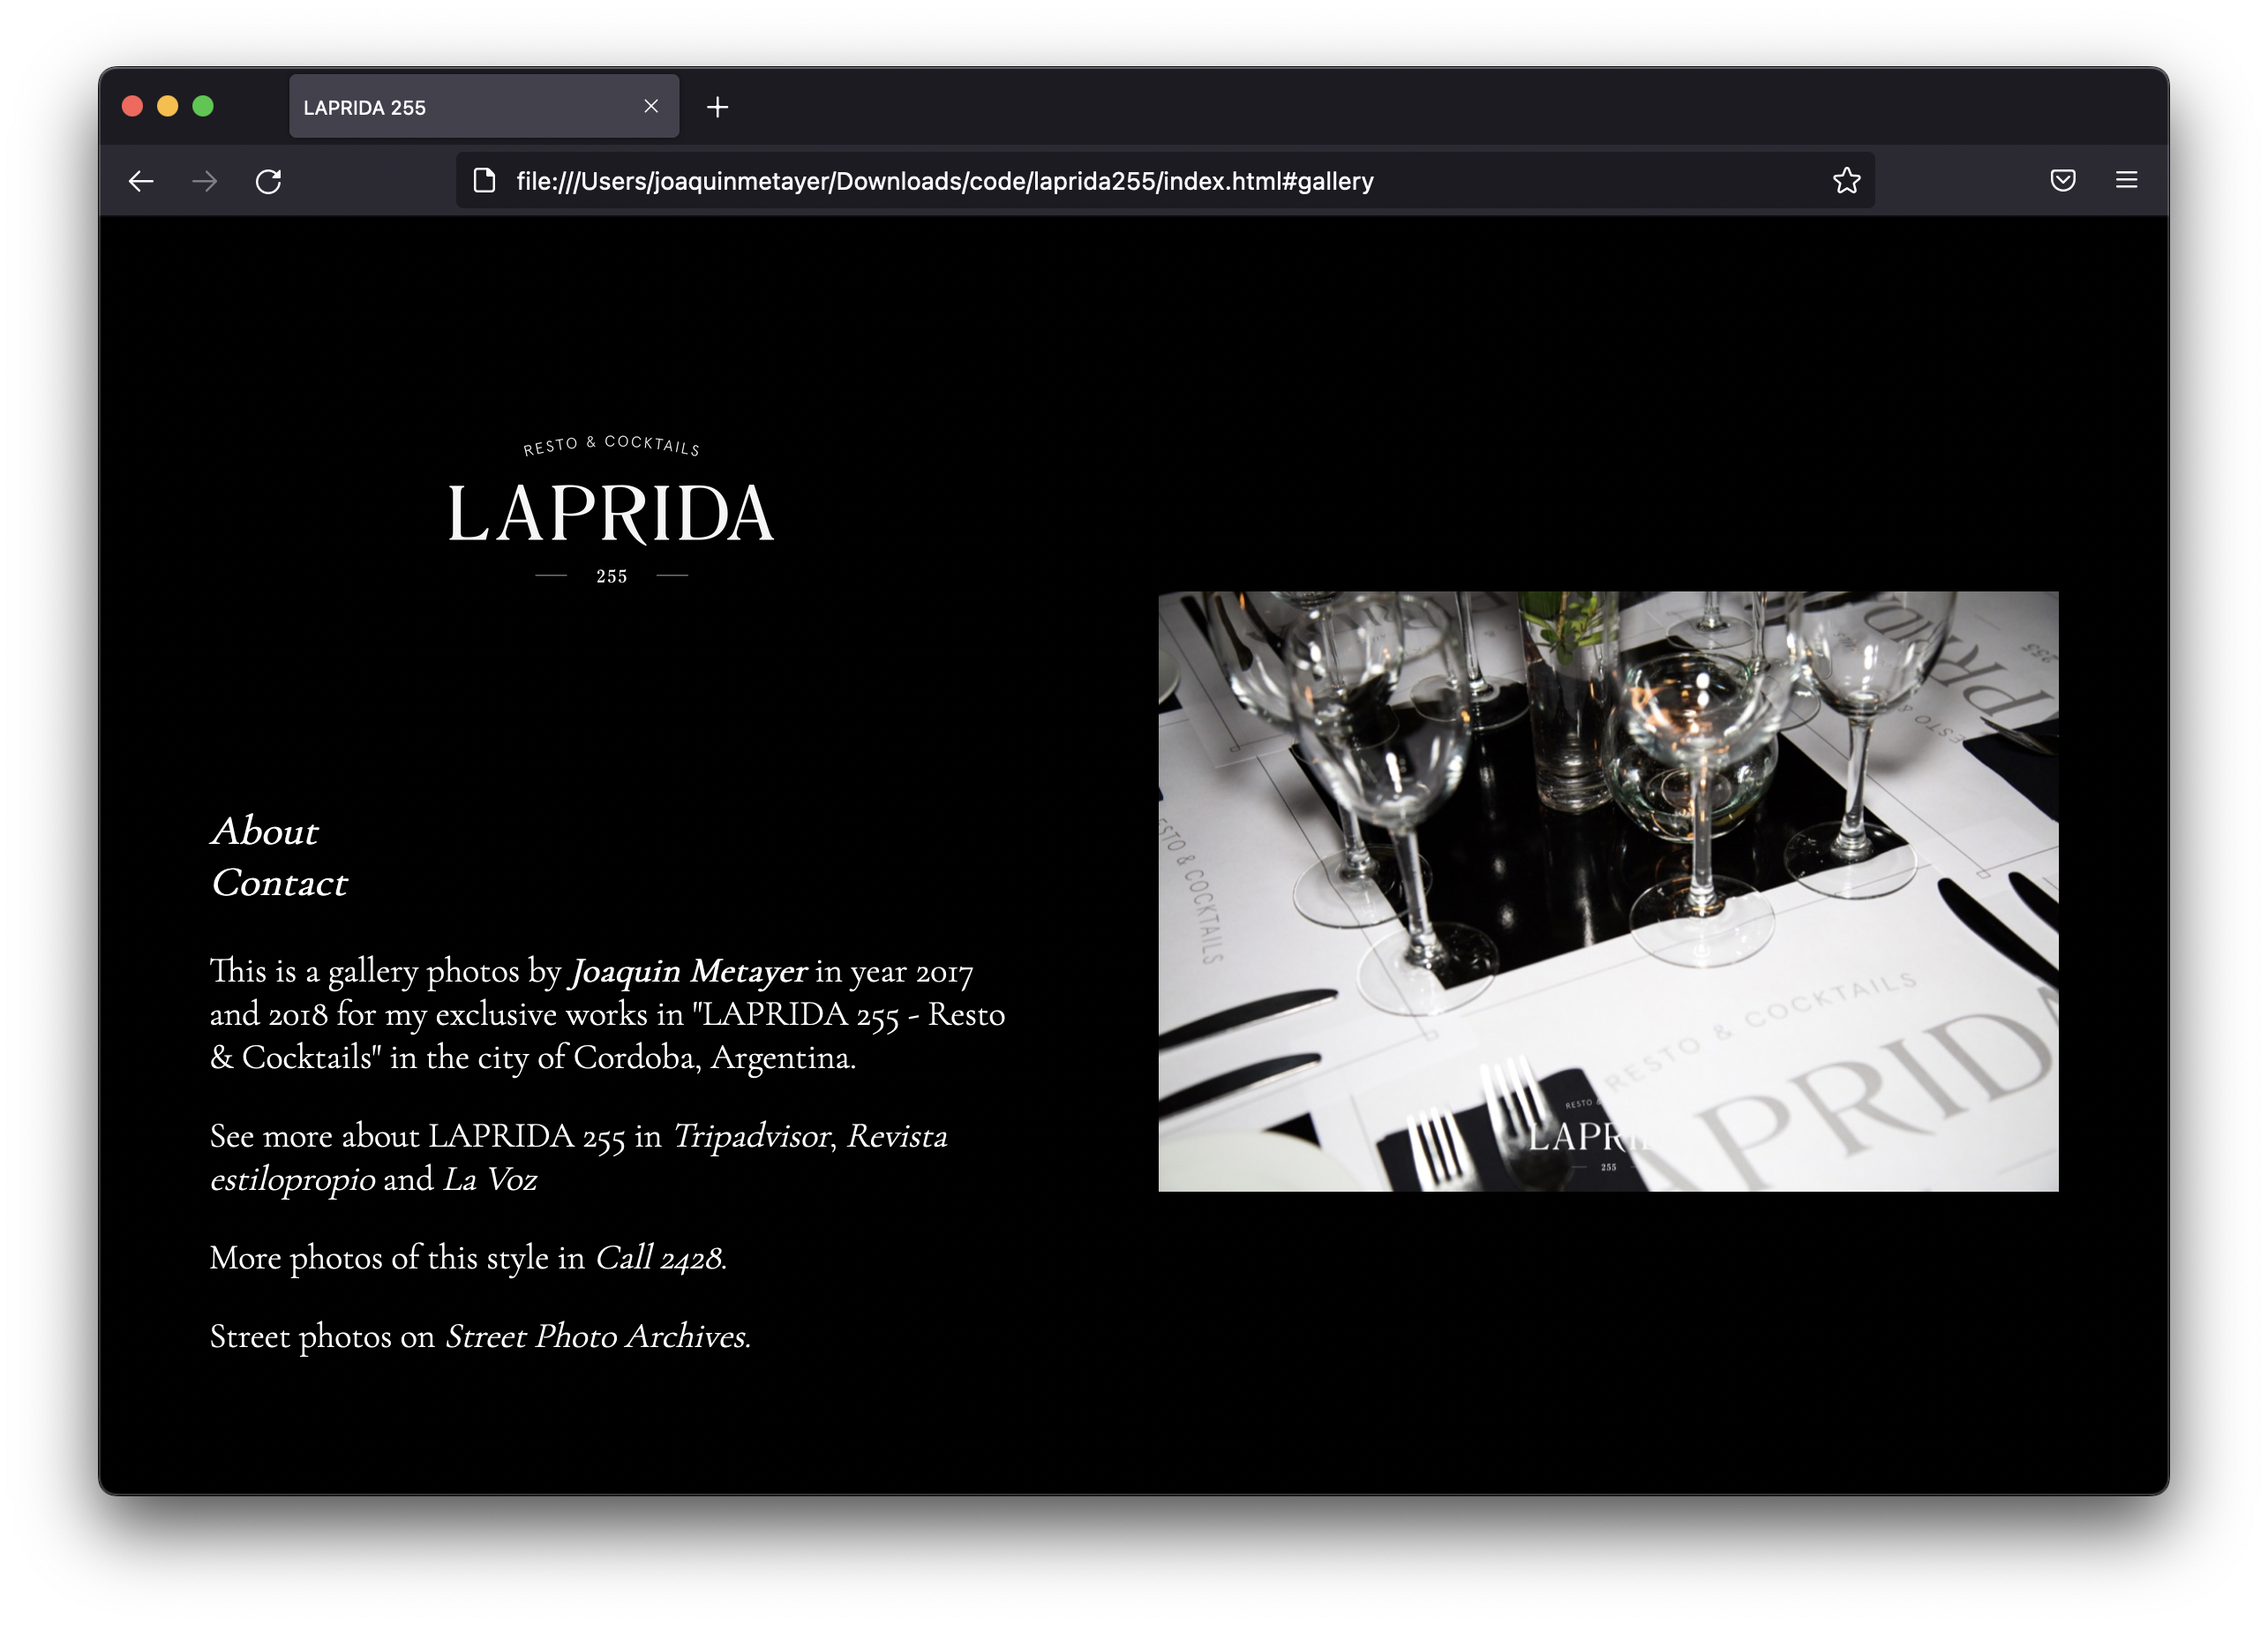 LAPRIDA 255
file:///Users/joaquinmetayer/Downloads/code/laprida255/index.html#gallery
RESTO & COCKTAILS
LAPRIDA
255
About
Contact
This is a gallery photos by Joaquin Metayer in year 2017
and 2018 for my exclusive works in "LAPRIDA 255 - Resto
& Cocktails" in the city of Cordoba, Argentina.
See more about LAPRIDA 255 in Tripadvisor, Revista
estilopropio and La Voz
More photos of this style in Call 2428.
Street photos on Street Photo Archives.
255
& COCKTAILS
RESTO & COCKTAILS
255